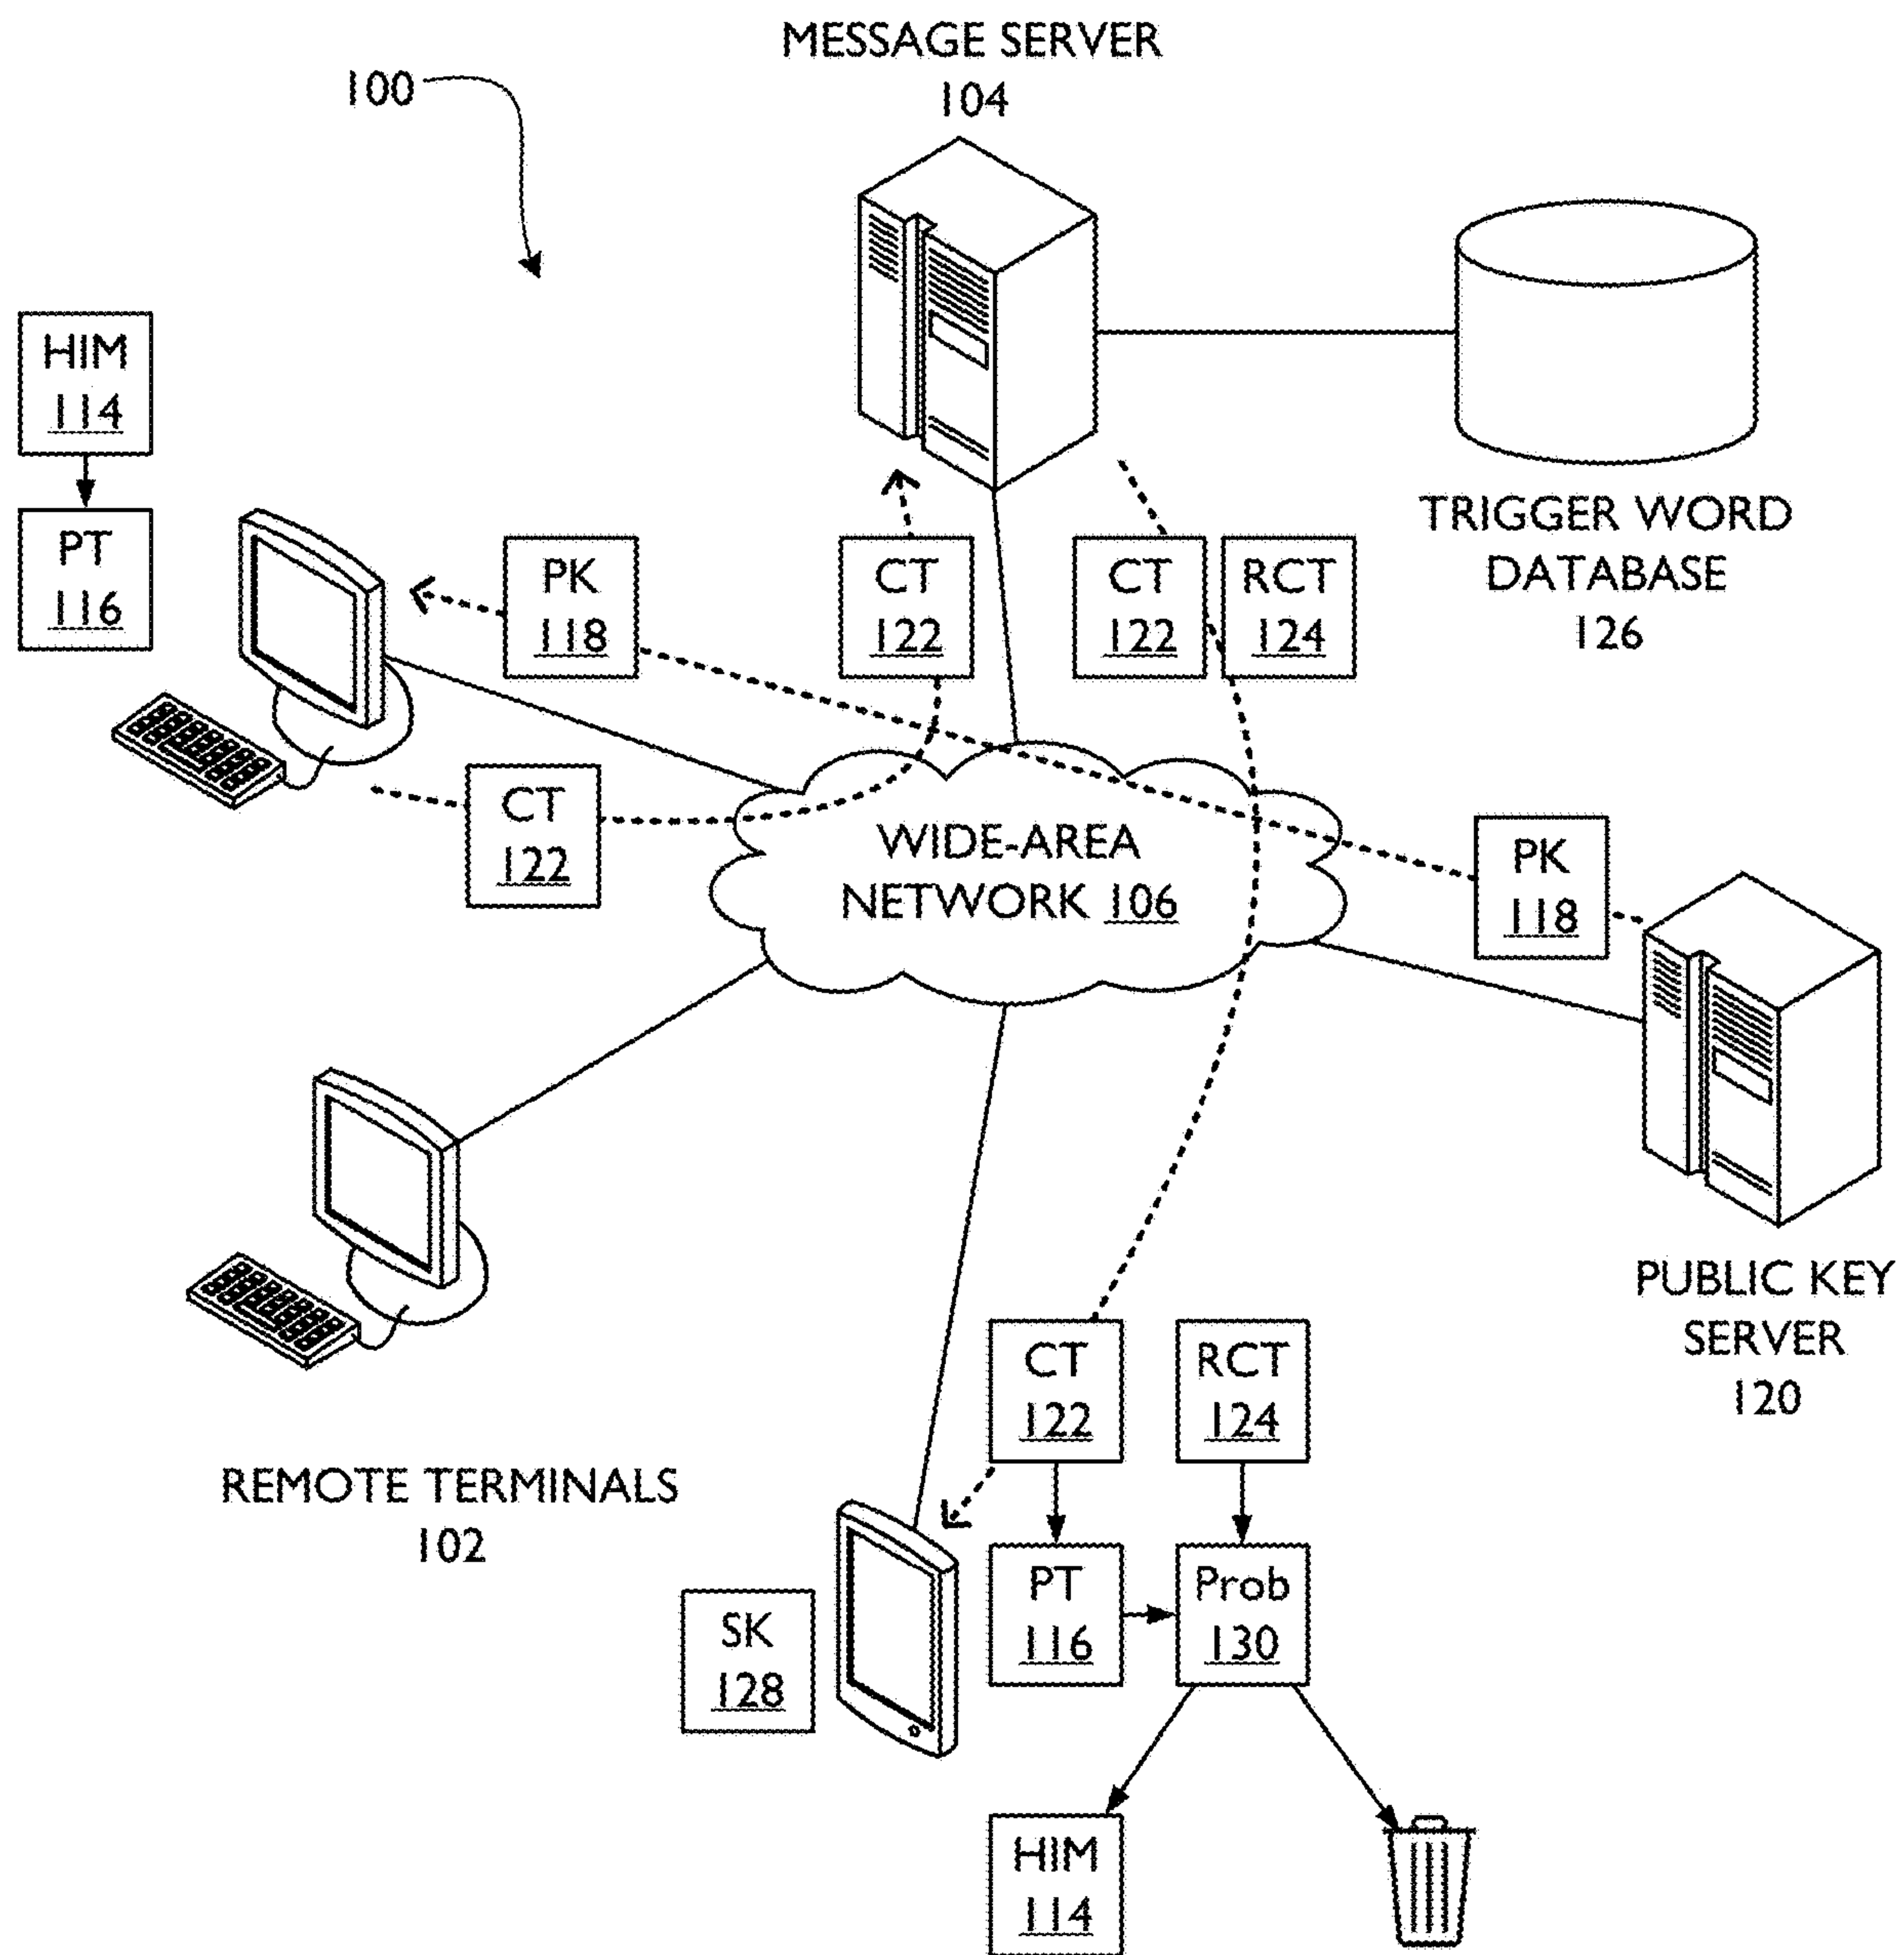 MESSAGE SERVER
104
100
HIM
114
PT
116
PK
118
CT
122
CT
122
RCT
124
TRIGGER WORD
DATABASE
126
CT
122
WIDE-AREA
NETWORK 106
PK
118
PUBLIC KEY
SERVER
120
CT
122
RCT
124
REMOTE TERMINALS
102
SK
128
PT
116
Prob
130
HIM
114